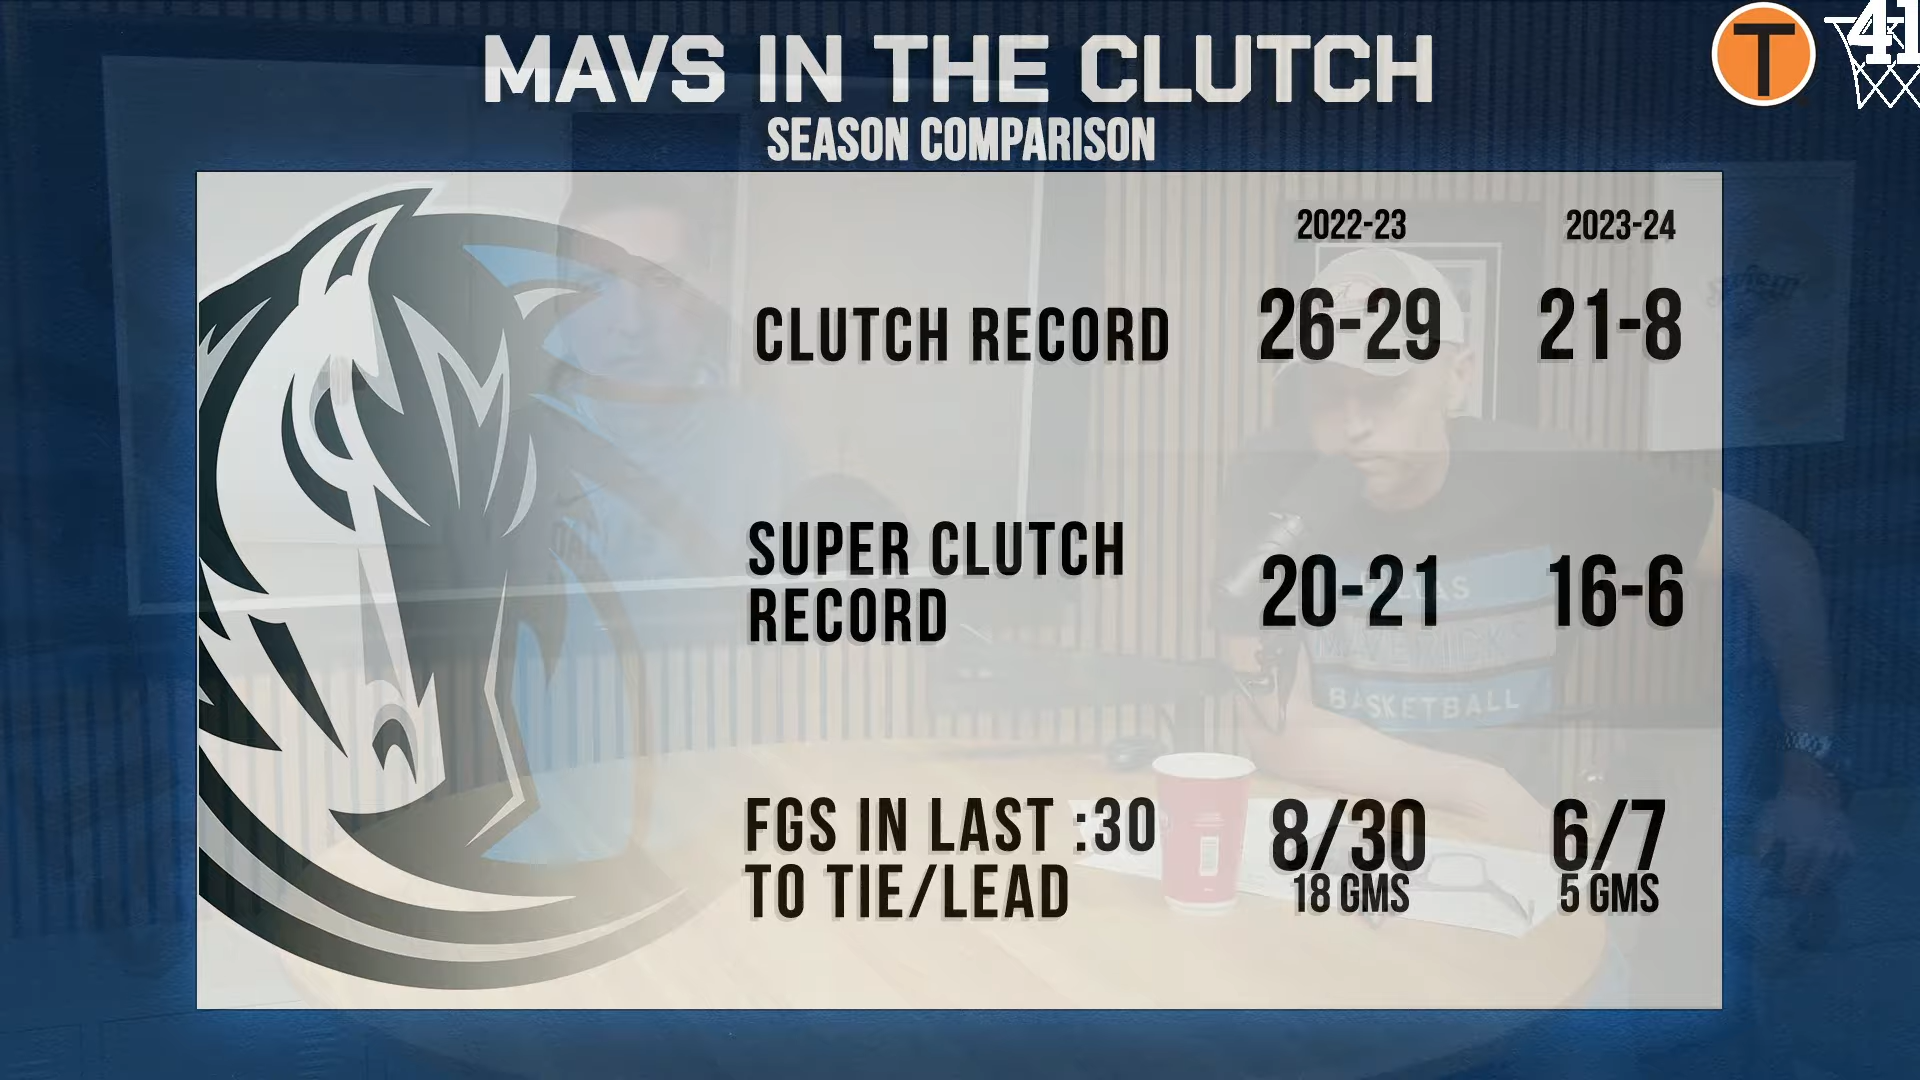 MAVS IN THE CLUTCH
SEASON COMPARISON
T
41
2022-23 2023-24
CLUTCH RECORD 26-29 21-8
SUPER CLUTCH
RECORD 20-21 16-6
MAVERICKS
BASKETBALL
FGS IN LAST :30
TO TIE/LEAD 8/30 6/7
18 GMS 5 GMS